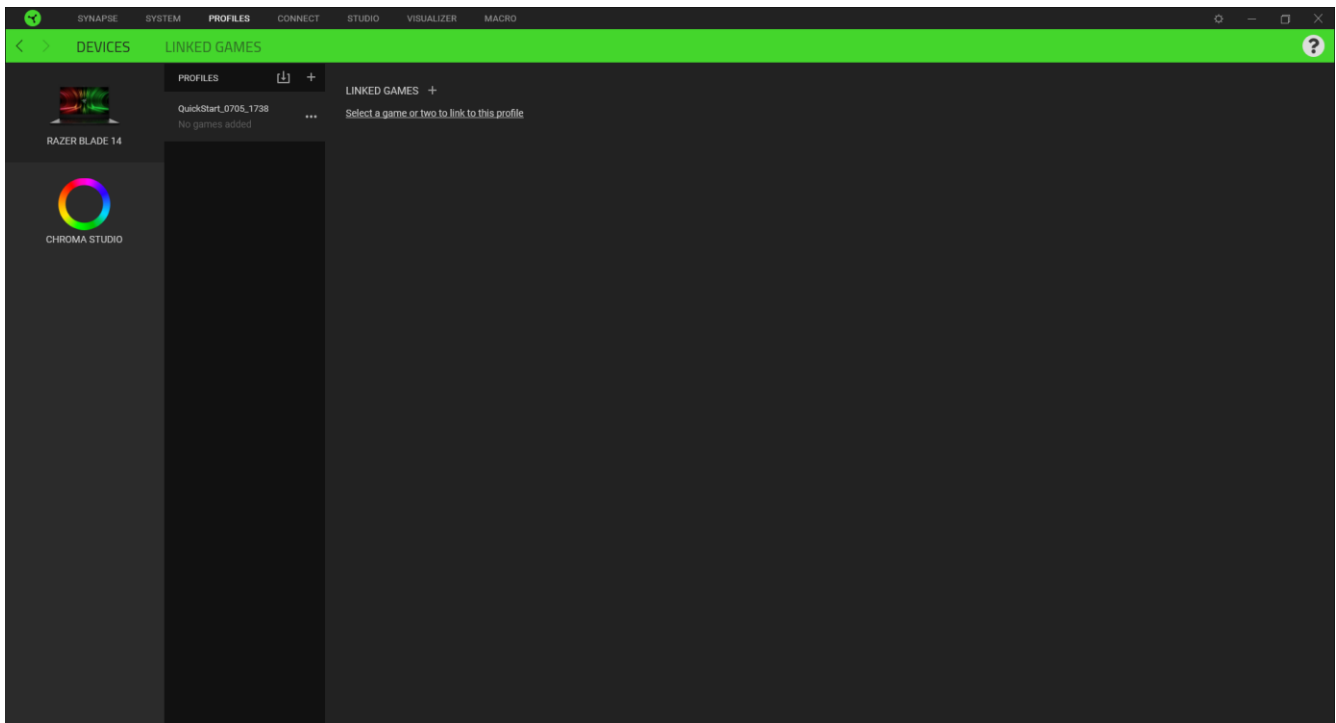 SYNAPSE SYSTEM PROFILES CONNECT STUDIO VISUALIZER MACRO
DEVICES LINKED GAMES ?
RAZER BLADE 14
CHROMA STUDIO
PROFILES
QuickStart_0705_1738
No games added
LINKED GAMES
Select a game or two to link to this profile